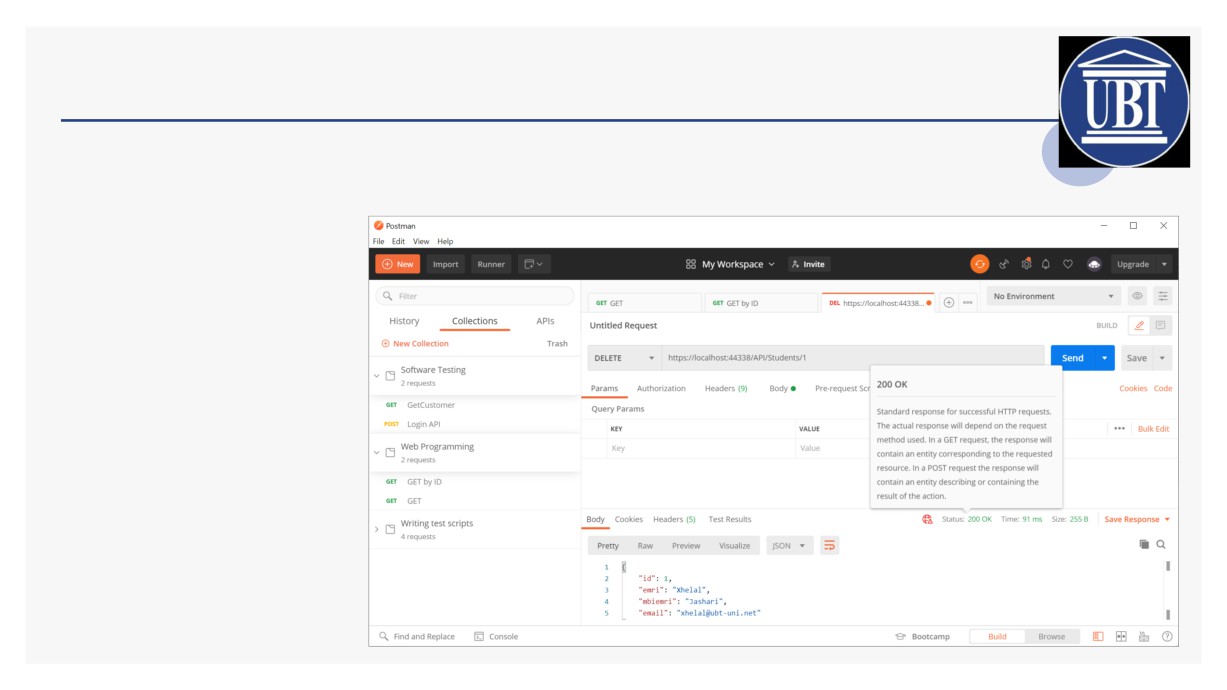 UBT
Postman
File Edit View Help
New Import Runner My Workspace Invite Upgrade
Filter
History Collections APIs
New Collection Trash
Software Testing
2 requests
GET GetCustomer
POST Login API
Web Programming
2 requests
GET GET by ID
GET GET
Writing test scripts
4 requests
GET GET GET GET by ID DEL https://localhost:44338... No Environment
Untitled Request BUILD
DELETE https://localhost:44338/API/Students/1 Send Save
Params Authorization Headers (9) Body Pre-request Scr Cookies Code
Query Params
KEY VALUE Bulk Edit
Key Value
200 OK
Standard response for successful HTTP requests.
The actual response will depend on the request
method used. In a GET request, the response will
contain an entity corresponding to the requested
resource. In a POST request the response will
contain an entity describing or containing the
result of the action.
Body Cookies Headers (5) Test Results Status: 200 OK Time: 91 ms Size: 255 B Save Response
Pretty Raw Preview Visualize JSON
1 {
2 "id": 1,
3 "emri": "Xhelal",
4 "mbiemri": "Jashari",
5 "email": "xhelal@ubt-uni.net"
Find and Replace Console Bootcamp Build Browse